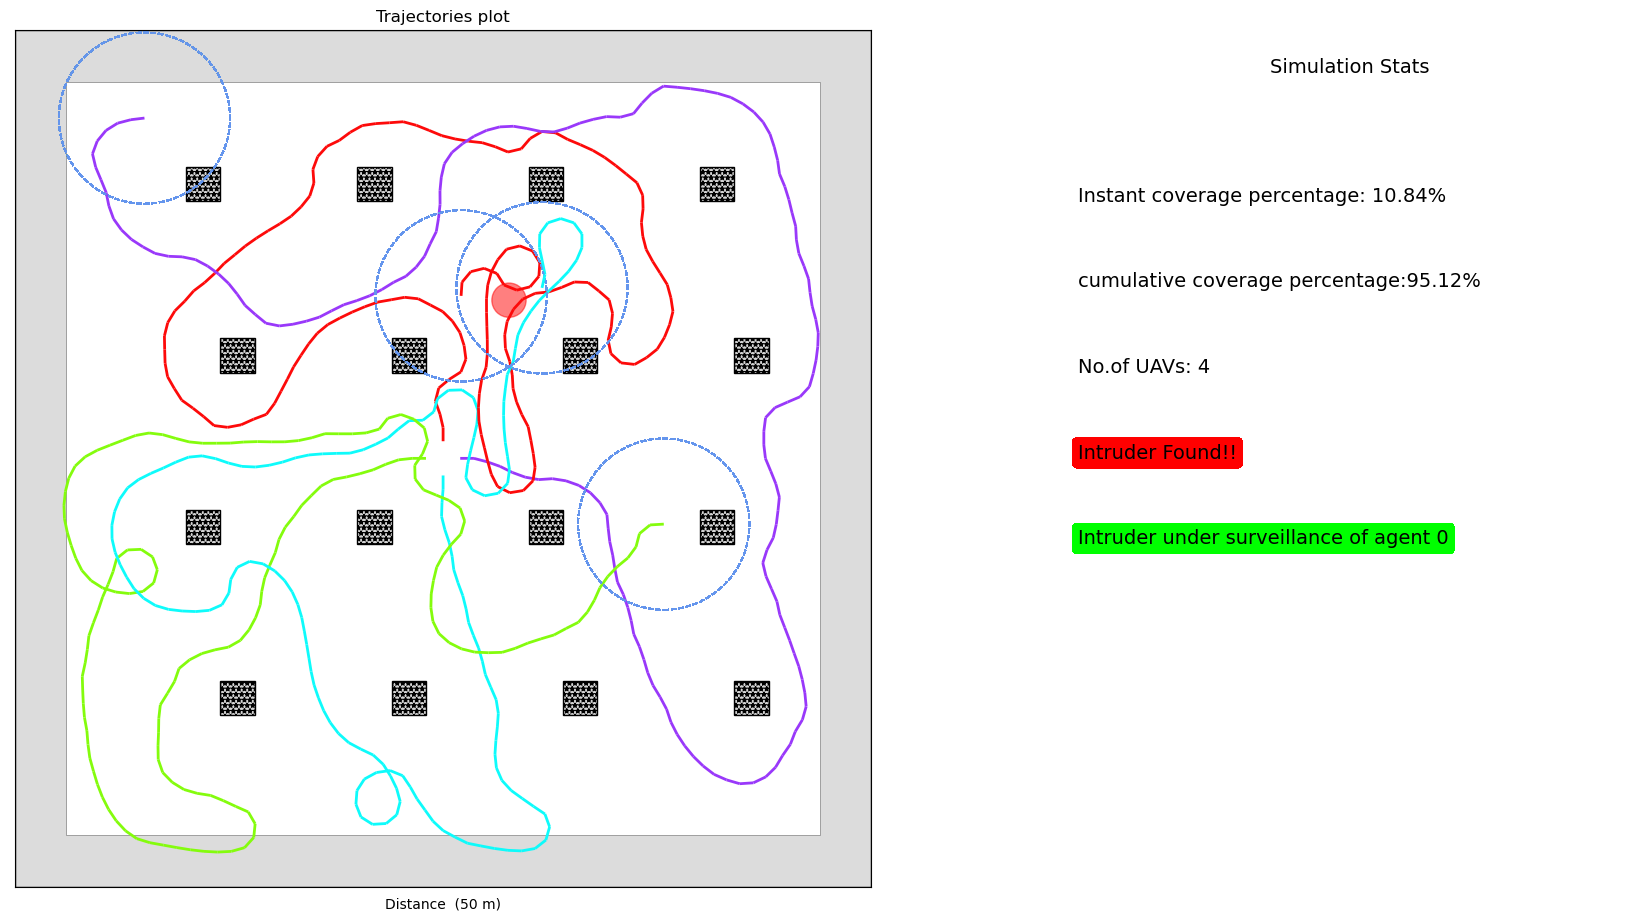 Trajectories plot
Simulation Stats
Instant coverage percentage: 10.84%
cumulative coverage percentage:95.12%
No.of UAVs: 4
Intruder Found!!
Intruder under surveillance of agent 0
Distance  (50 m)